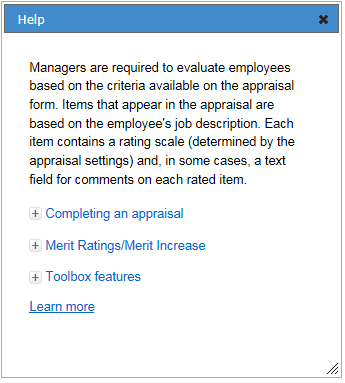 Help
Managers are required to evaluate employees
based on the criteria available on the appraisal
form. Items that appear in the appraisal are
based on the employee's job description. Each
item contains a rating scale (determined by the
appraisal settings) and, in some cases, a text
field for comments on each rated item.
Completing an appraisal
Merit Ratings/Merit Increase
Toolbox features
Learn more